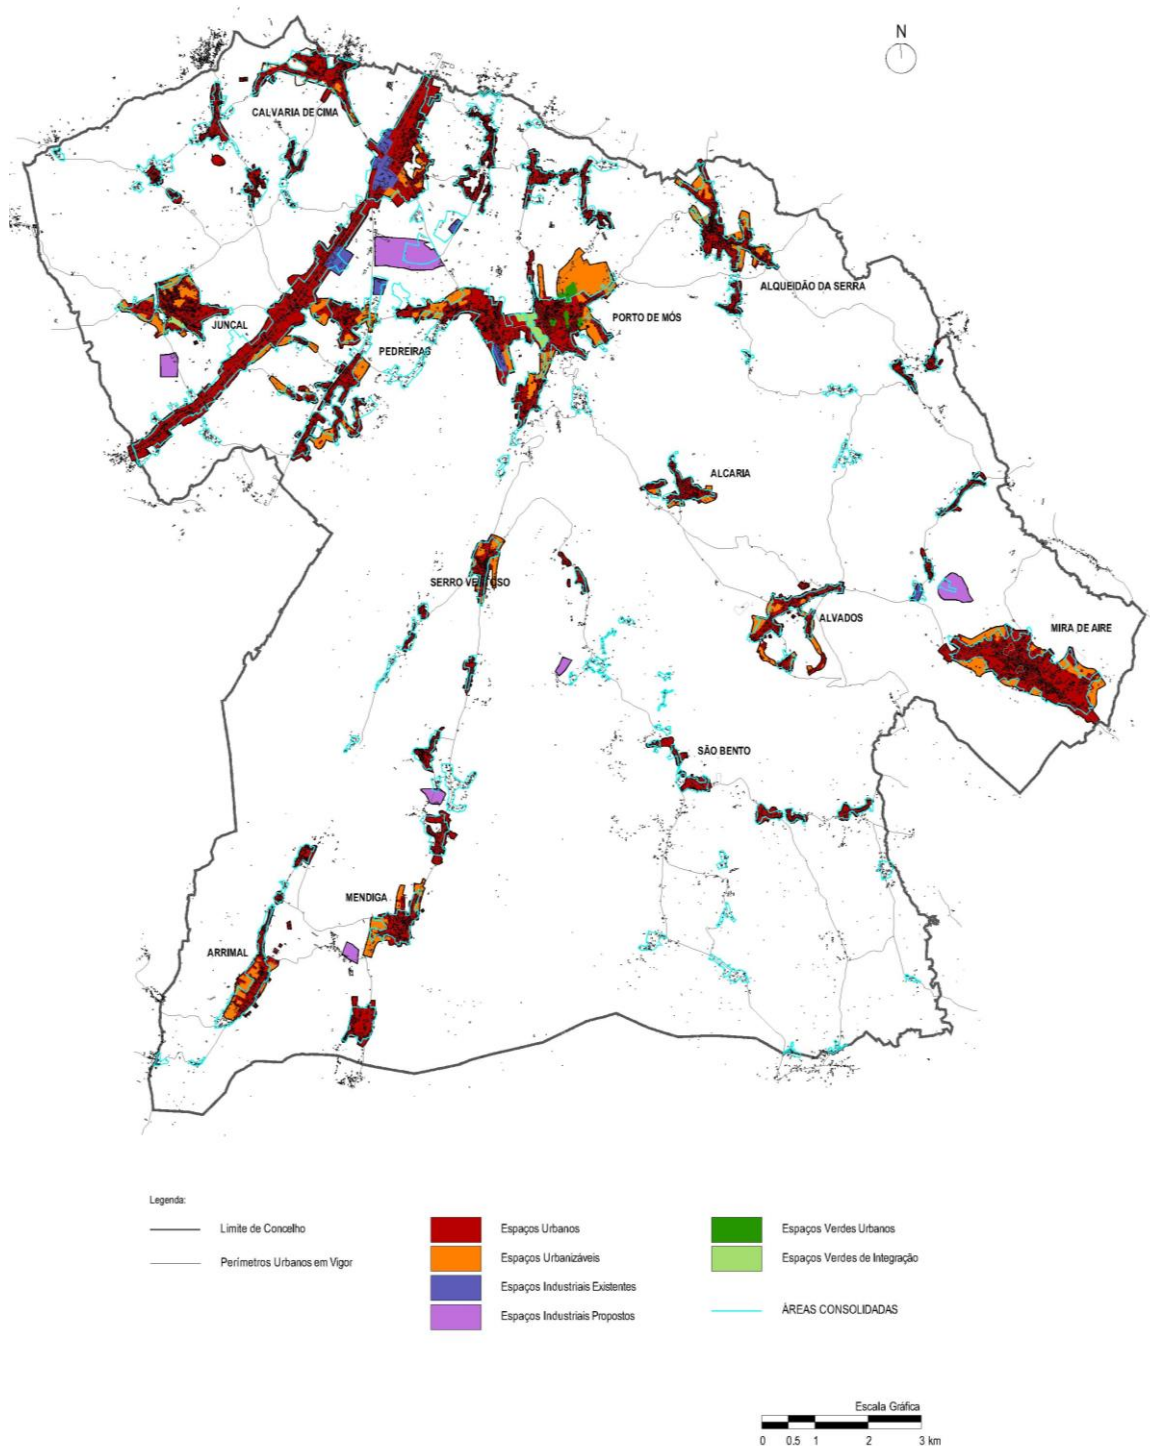 N
CALVARIA DE CIMA
ALQUEIDÃO DA SERRA
PORTO DE MÓS
JUNCAL
PEDREIRAS
ALCARIA
SERRO VENTOSO
ALVADOS
MIRA DE AIRE
SÃO BENTO
MENDIGA
ARRIMAL
Legenda:
Limite de Concelho
Perímetros Urbanos em Vigor
Espaços Urbanos
Espaços Urbanizáveis
Espaços Industriais Existentes
Espaços Industriais Propostos
Espaços Verdes Urbanos
Espaços Verdes de Integração
ÁREAS CONSOLIDADAS
Escala Gráfica
0 0.5 1 2 3 km